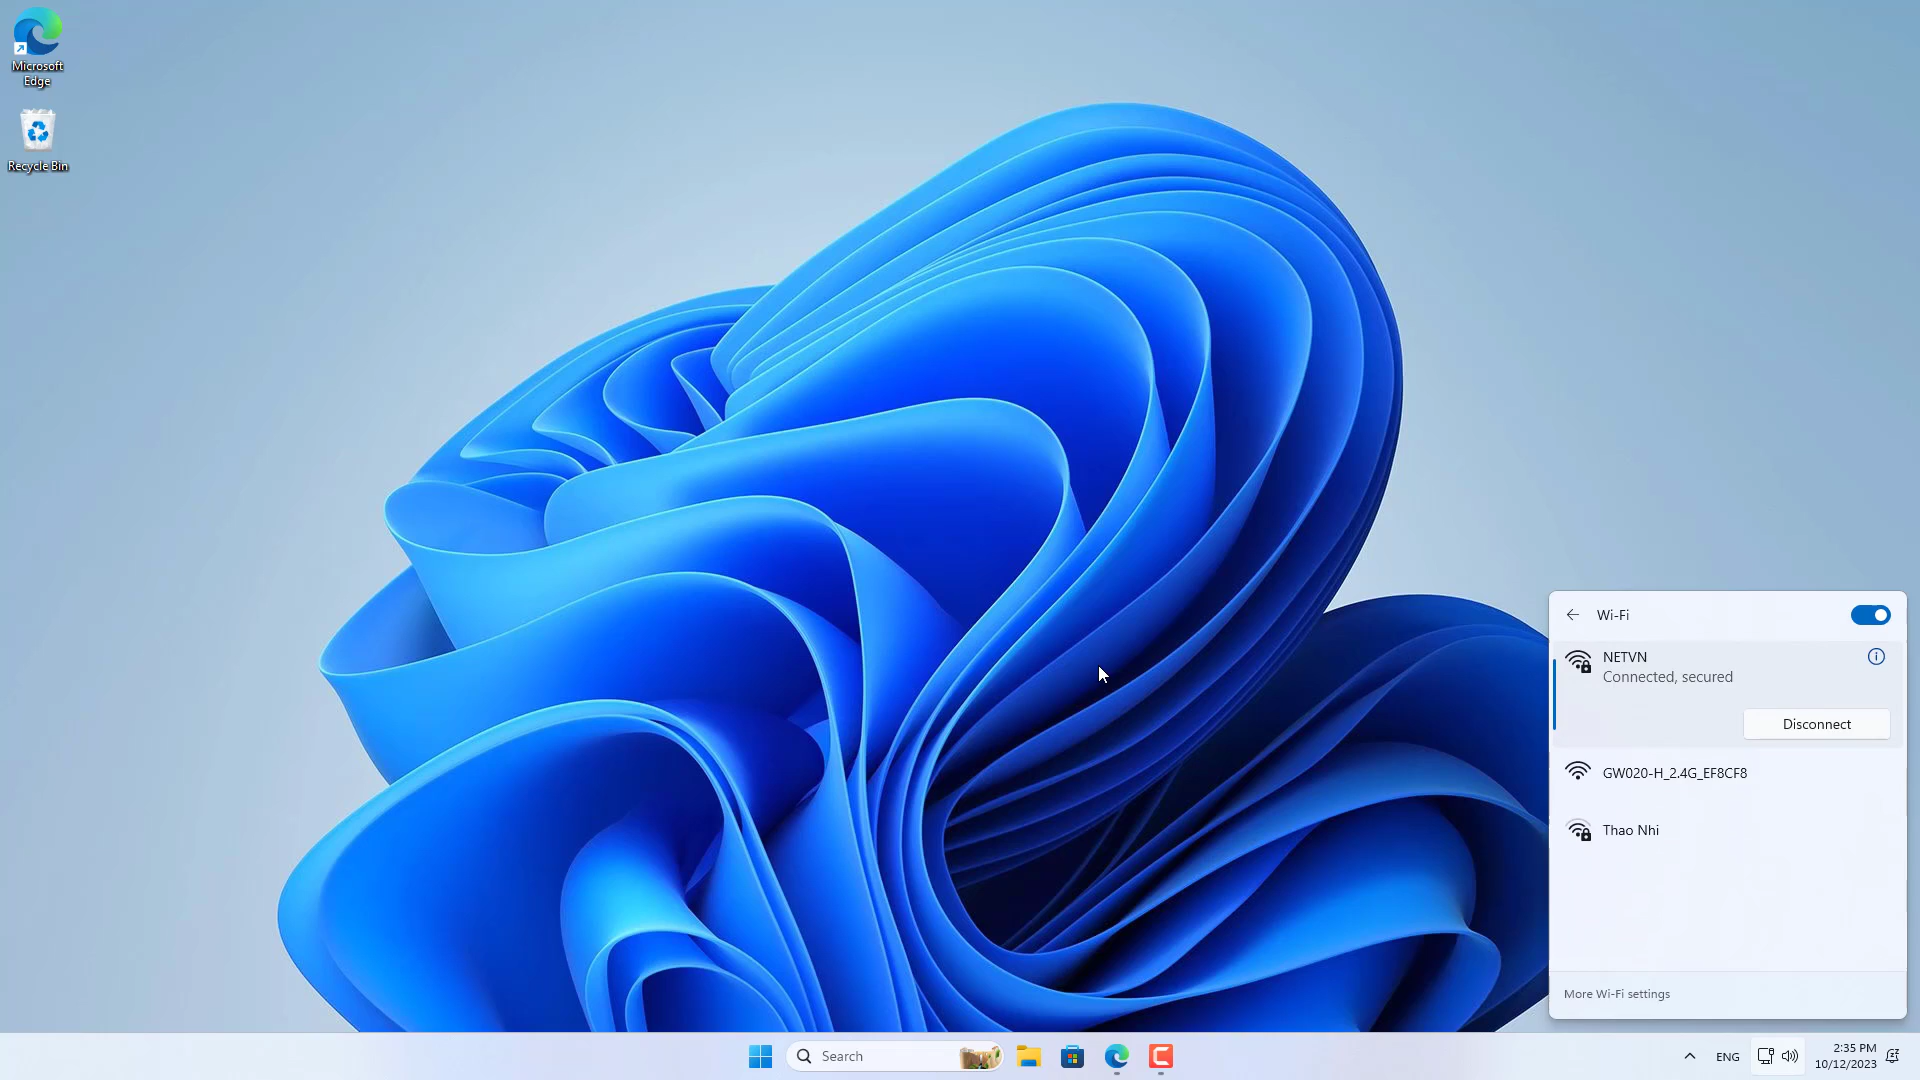 Microsoft
Edge
Recycle Bin
Wi-Fi
NETVN
Connected, secured
Disconnect
GW020-H_2.4G_EF8CF8
Thao Nhi
More Wi-Fi settings
Search
ENG
2:35 PM
10/12/2023